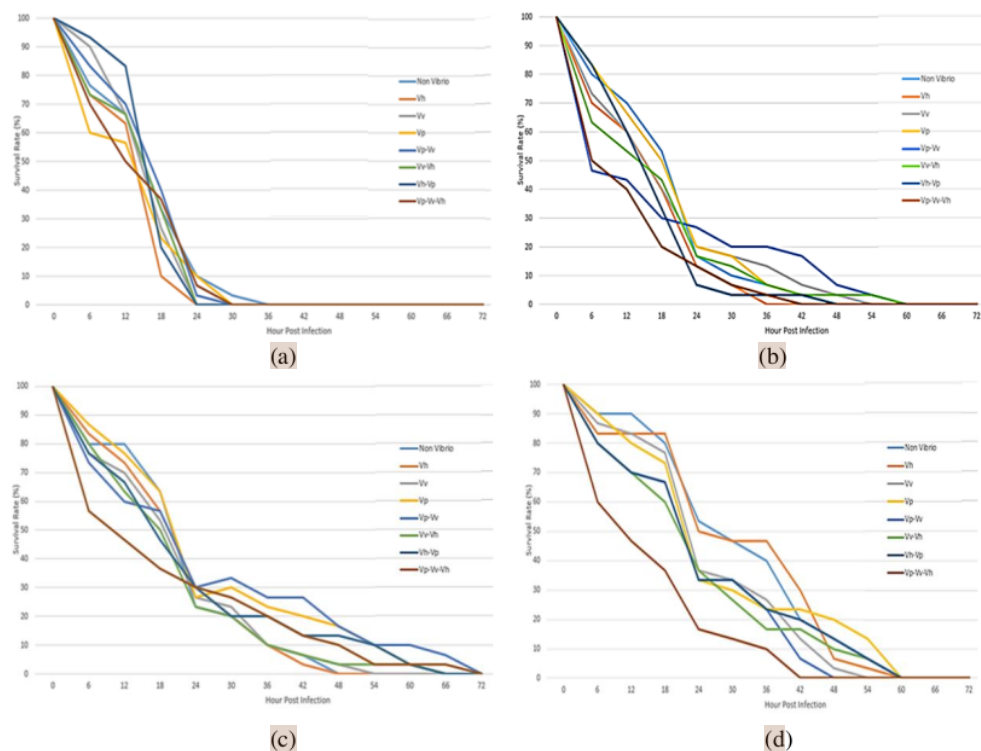 100
90
80
70
60
50
40
30
20
10
0
Survival Rate (%)
0 6 12 18 24 30 36 42 48 54 60 66 72
Hour Post Infection
Non Vibrio
Vh
Vv
Vp
Vp-Vv
Vv-Vh
Vh-Vp
Vp-Vv-Vh
(a)
100
90
80
70
60
50
40
30
20
10
0
Survival Rate (%)
0 6 12 18 24 30 36 42 48 54 60 66 72
Hour Post Infection
Non Vibrio
Vh
Vv
Vp
Vp-Vv
Vv-Vh
Vh-Vp
Vp-Vv-Vh
(b)
100
90
80
70
60
50
40
30
20
10
0
Survival Rate (%)
0 6 12 18 24 30 36 42 48 54 60 66 72
Hour Post Infection
Non Vibrio
Vh
Vv
Vp
Vp-Vv
Vv-Vh
Vh-Vp
Vp-Vv-Vh
(c)
100
90
80
70
60
50
40
30
20
10
0
Survival Rate (%)
0 6 12 18 24 30 36 42 48 54 60 66 72
Hour Post Infection
Non Vibrio
Vh
Vv
Vp
Vp-Vv
Vv-Vh
Vh-Vp
Vp-Vv-Vh
(d)